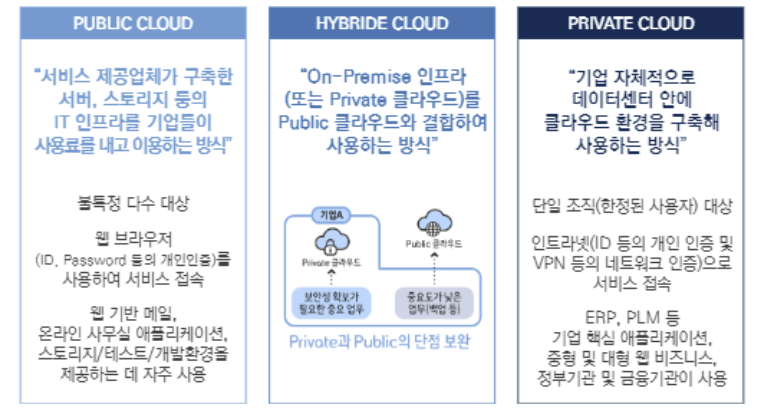 PUBLIC CLOUD
“서비스 제공업체가 구축한
서버, 스토리지 등의
IT 인프라를 기업들이
사용료를 내고 이용하는 방식”
불특정 다수 대상
웹 브라우저
(ID, Password 등의 개인인증)를
사용하여 서비스 접속
웹 기반 메일,
온라인 사무실 애플리케이션,
스토리지/테스트/개발환경을
제공하는 데 자주 사용
HYBRIDE CLOUD
“On-Premise 인프라
(또는 Private 클라우드)를
Public 클라우드와 결합하여
사용하는 방식”
기업A
Private 클라우드
Public 클라우드
보안성 확보가
필요한 중요 업무
중요도가 낮은
업무(백업 등)
Private과 Public의 단점 보완
PRIVATE CLOUD
“기업 자체적으로
데이터센터 안에
클라우드 환경을 구축해
사용하는 방식”
단일 조직(한정된 사용자) 대상
인트라넷(ID 등의 개인 인증 및
VPN 등의 네트워크 인증)으로
서비스 접속
ERP, PLM 등
기업 핵심 애플리케이션,
중형 및 대형 웹 비즈니스,
정부기관 및 금융기관이 사용